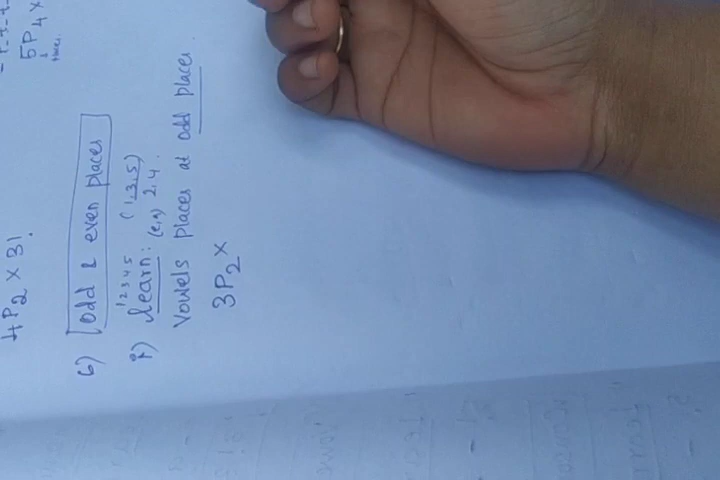 5P4 x
4P2 x 3!
6) odd & even places
1 2 3 4 5
i) learn: (1,3,5)
(e,a) 2,4.
Vowels places at odd places.
3P2 x